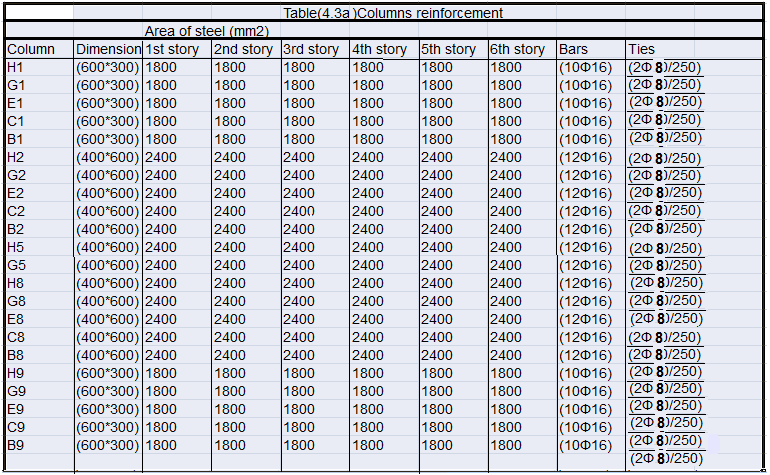 Table(4.3a )Columns reinforcement
Area of steel (mm2)
Column Dimension 1st story 2nd story 3rd story 4th story 5th story 6th story Bars Ties
H1 (600*300) 1800 1800 1800 1800 1800 1800 (10Φ16) (2Φ 8)/250)
G1 (600*300) 1800 1800 1800 1800 1800 1800 (10Φ16) (2Φ 8)/250)
E1 (600*300) 1800 1800 1800 1800 1800 1800 (10Φ16) (2Φ 8)/250)
C1 (600*300) 1800 1800 1800 1800 1800 1800 (10Φ16) (2Φ 8)/250)
B1 (600*300) 1800 1800 1800 1800 1800 1800 (10Φ16) (2Φ 8)/250)
H2 (400*600) 2400 2400 2400 2400 2400 2400 (12Φ16) (2Φ 8)/250)
G2 (400*600) 2400 2400 2400 2400 2400 2400 (12Φ16) (2Φ 8)/250)
E2 (400*600) 2400 2400 2400 2400 2400 2400 (12Φ16) (2Φ 8)/250)
C2 (400*600) 2400 2400 2400 2400 2400 2400 (12Φ16) (2Φ 8)/250)
B2 (400*600) 2400 2400 2400 2400 2400 2400 (12Φ16) (2Φ 8)/250)
H5 (400*600) 2400 2400 2400 2400 2400 2400 (12Φ16) (2Φ 8)/250)
G5 (400*600) 2400 2400 2400 2400 2400 2400 (12Φ16) (2Φ 8)/250)
H8 (400*600) 2400 2400 2400 2400 2400 2400 (12Φ16) (2Φ 8)/250)
G8 (400*600) 2400 2400 2400 2400 2400 2400 (12Φ16) (2Φ 8)/250)
E8 (400*600) 2400 2400 2400 2400 2400 2400 (12Φ16) (2Φ 8)/250)
C8 (400*600) 2400 2400 2400 2400 2400 2400 (12Φ16) (2Φ 8)/250)
B8 (400*600) 2400 2400 2400 2400 2400 2400 (12Φ16) (2Φ 8)/250)
H9 (600*300) 1800 1800 1800 1800 1800 1800 (10Φ16) (2Φ 8)/250)
G9 (600*300) 1800 1800 1800 1800 1800 1800 (10Φ16) (2Φ 8)/250)
E9 (600*300) 1800 1800 1800 1800 1800 1800 (10Φ16) (2Φ 8)/250)
C9 (600*300) 1800 1800 1800 1800 1800 1800 (10Φ16) (2Φ 8)/250)
B9 (600*300) 1800 1800 1800 1800 1800 1800 (10Φ16) (2Φ 8)/250)
(2Φ 8)/250)